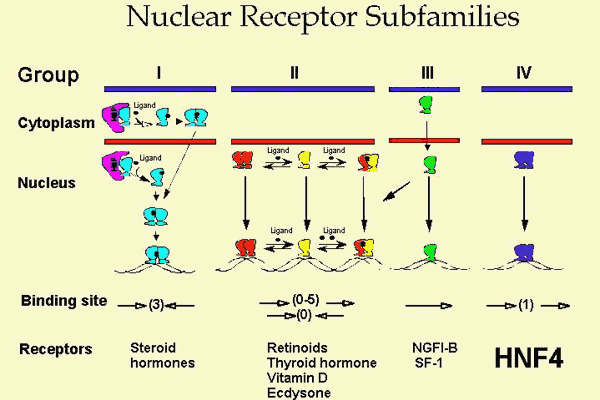 Nuclear Receptor Subfamilies
Group I II III IV
Cytoplasm
Ligand
Nucleus
Ligand
Ligand Ligand
Ligand Ligand
Binding site (3) (0-5) (1)
(0)
Receptors
Steroid
hormones
Retinoids
Thyroid hormone
Vitamin D
Ecdysone
NGFI-B
SF-1
HNF4